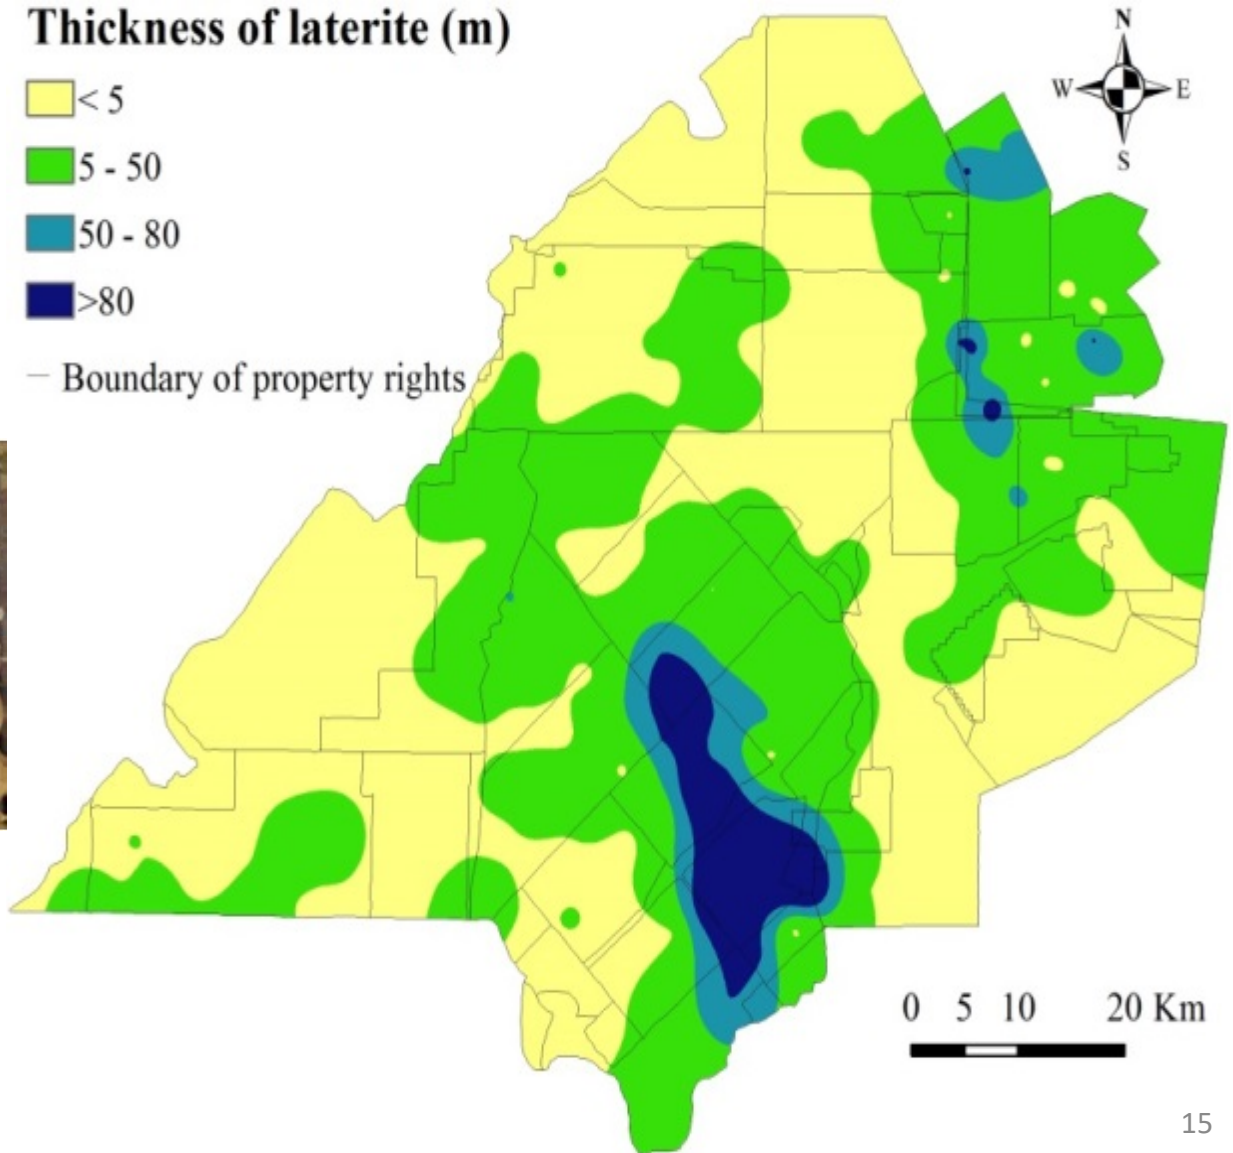 Thickness of laterite (m)
< 5
5 - 50
50 - 80
>80
Boundary of property rights
N
W E
S
0 5 10 20 Km
15